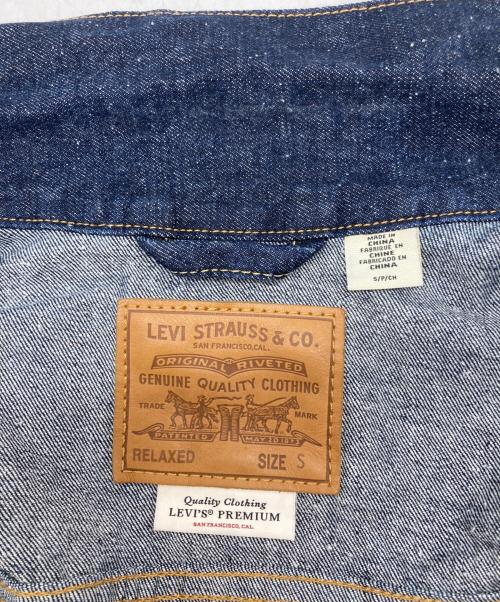 MADE IN
CHINA
FABRIQUE EN
CHINE
FABRICADO EN
CHINA
S/P/CH
LEVI STRAUSS & CO.
SAN FRANCISCO, CAL.
ORIGINAL RIVETED
GENUINE QUALITY CLOTHING
TRADE MARK
PATENTED MAY 20 1873
RELAXED SIZE S
Quality Clothing
LEVI'S® PREMIUM
SAN FRANCISCO, CAL.